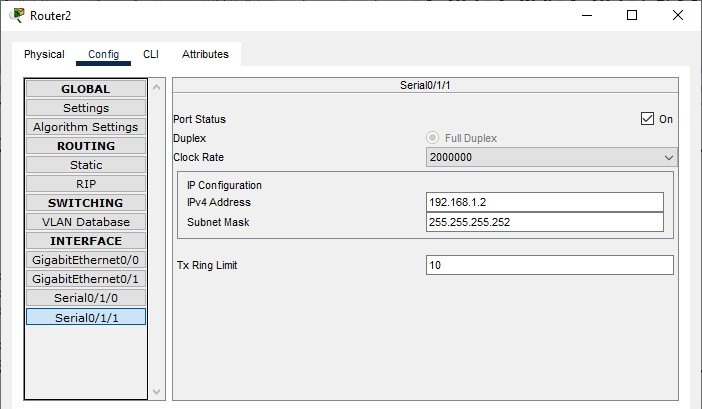 Router2
Physical Config CLI Attributes
GLOBAL
Settings
Algorithm Settings
ROUTING
Static
RIP
SWITCHING
VLAN Database
INTERFACE
GigabitEthernet0/0
GigabitEthernet0/1
Serial0/1/0
Serial0/1/1
Serial0/1/1
Port Status On
Duplex Full Duplex
Clock Rate 2000000
IP Configuration
IPv4 Address 192.168.1.2
Subnet Mask 255.255.255.252
Tx Ring Limit 10